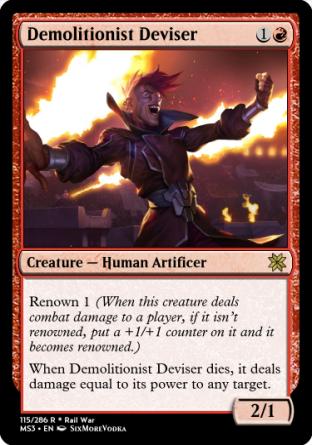 Demolitionist Deviser 1
Creature — Human Artificer
Renown 1 (When this creature deals
combat damage to a player, if it isn't
renowned, put a +1/+1 counter on it and it
becomes renowned.)
When Demolitionist Deviser dies, it deals
damage equal to its power to any target.
2/1
115/286 R * Rail War
MS3 • EN SixMoreVodka